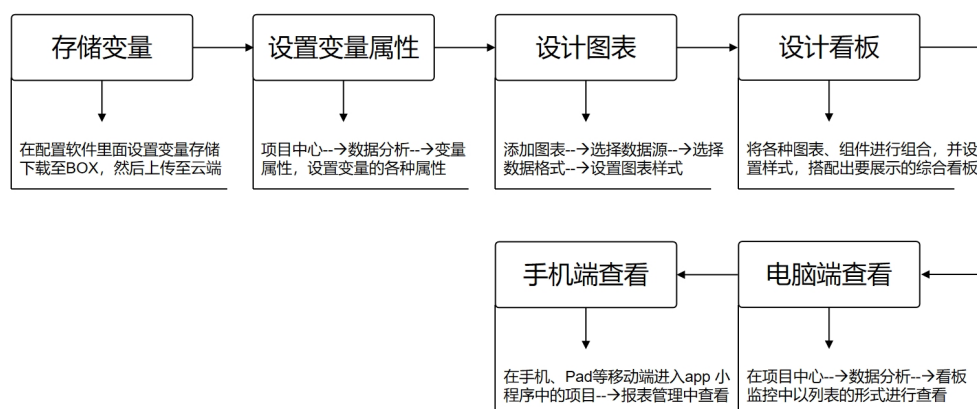 存储变量
设置变量属性
设计图表
设计看板
在配置软件里面设置变量存储
下载至BOX，然后上传至云端
项目中心-→数据分析-→变量
属性，设置变量的各种属性
添加图表-→选择数据源-→选择
数据格式-→设置图表样式
将各种图表、组件进行组合，并设
置样式，搭配出要展示的综合看板
手机端查看
电脑端查看
在手机、Pad等移动端进入app 小
程序中的项目-→报表管理中查看
在项目中心-→数据分析-→看板
监控中以列表的形式进行查看